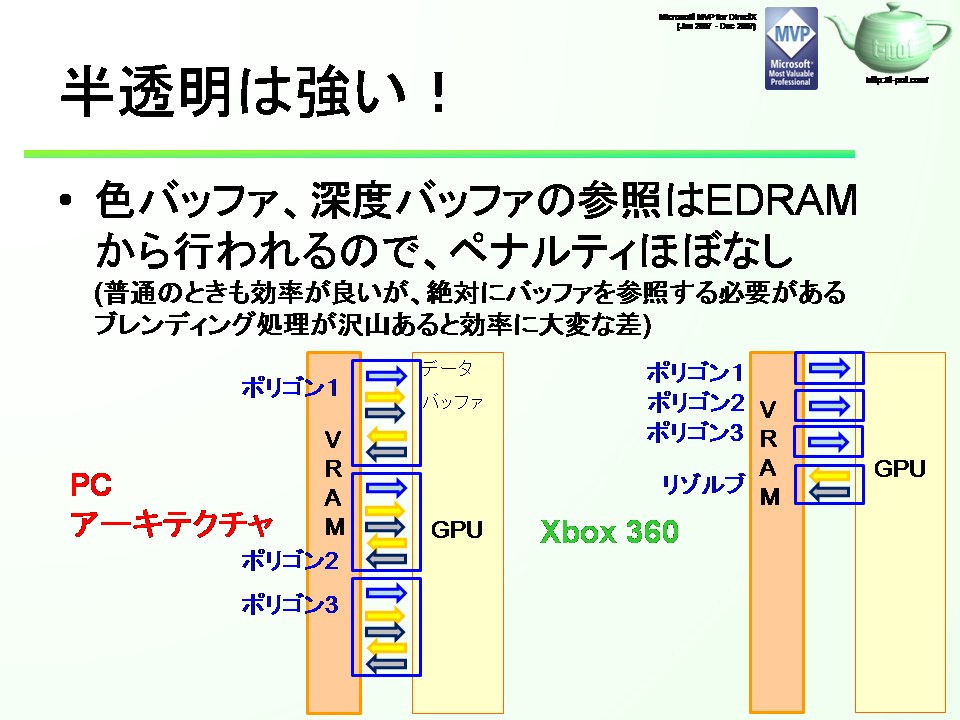 Microsoft MVP for DirectX
(Jan 2007 - Dec 2007)
MVP
Microsoft
Most Valuable
Professional
t-pot
http://t-pot.com/
半透明は強い！
• 色バッファ、深度バッファの参照はEDRAM
から行われるので、ペナルティほぼなし
(普通のときも効率が良いが、絶対にバッファを参照する必要がある
ブレンディング処理が沢山あると効率に大変な差)
PC
アーキテクチャ
ポリゴン1
ポリゴン2
ポリゴン3
VRAM
データ
バッファ
GPU
Xbox 360
ポリゴン1
ポリゴン2
ポリゴン3
リゾルブ
VRAM
GPU